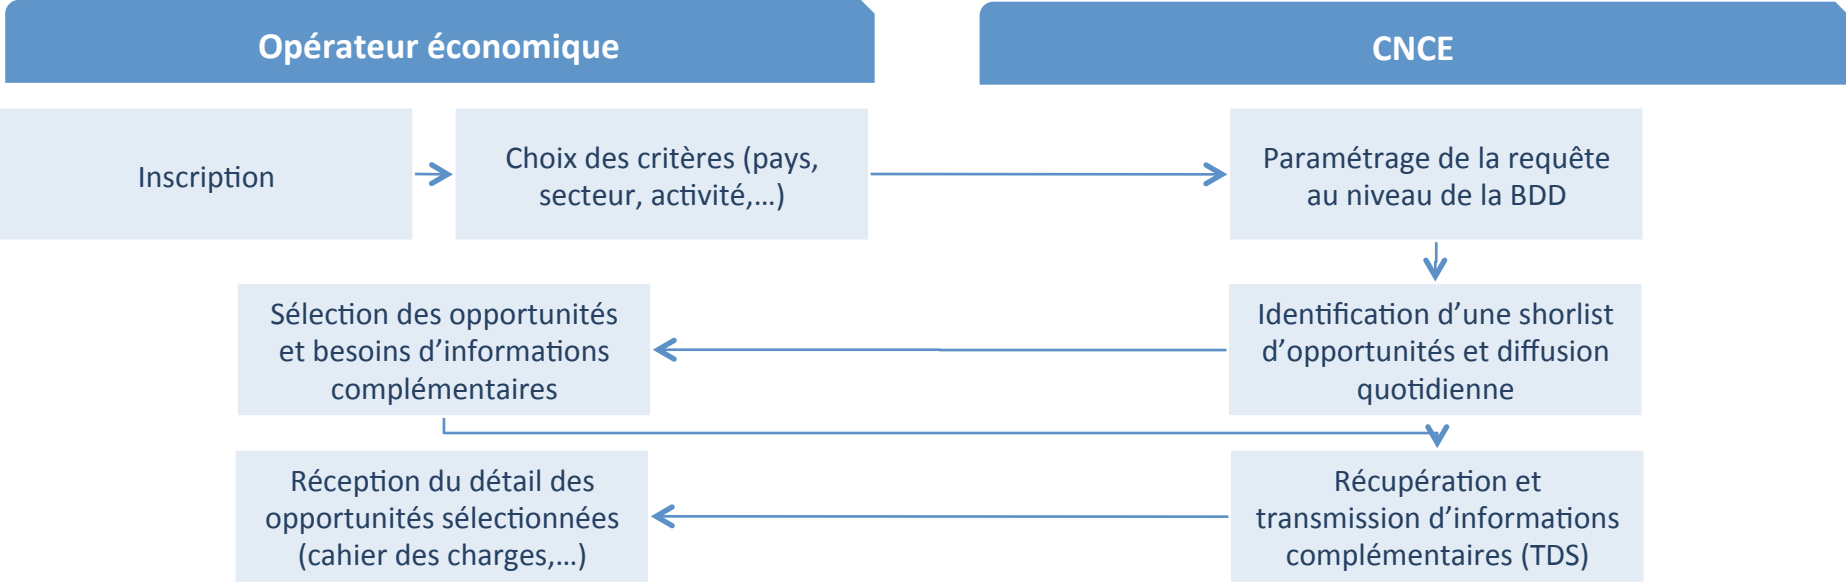 Opérateur économique
CNCE
Inscription
Choix des critères (pays,
secteur, activité,...)
Paramétrage de la requête
au niveau de la BDD
Sélection des opportunités
et besoins d’informations
complémentaires
Identification d’une shorlist
d’opportunités et diffusion
quotidienne
Réception du détail des
opportunités sélectionnées
(cahier des charges,...)
Récupération et
transmission d’informations
complémentaires (TDS)